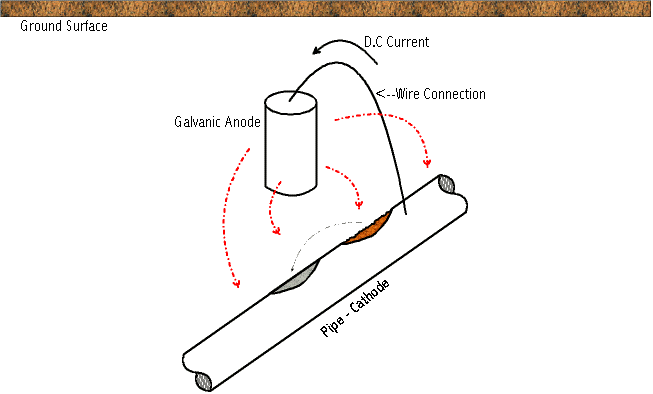 Ground Surface
D.C Current
<--Wire Connection
Galvanic Anode
Pipe - Cathode